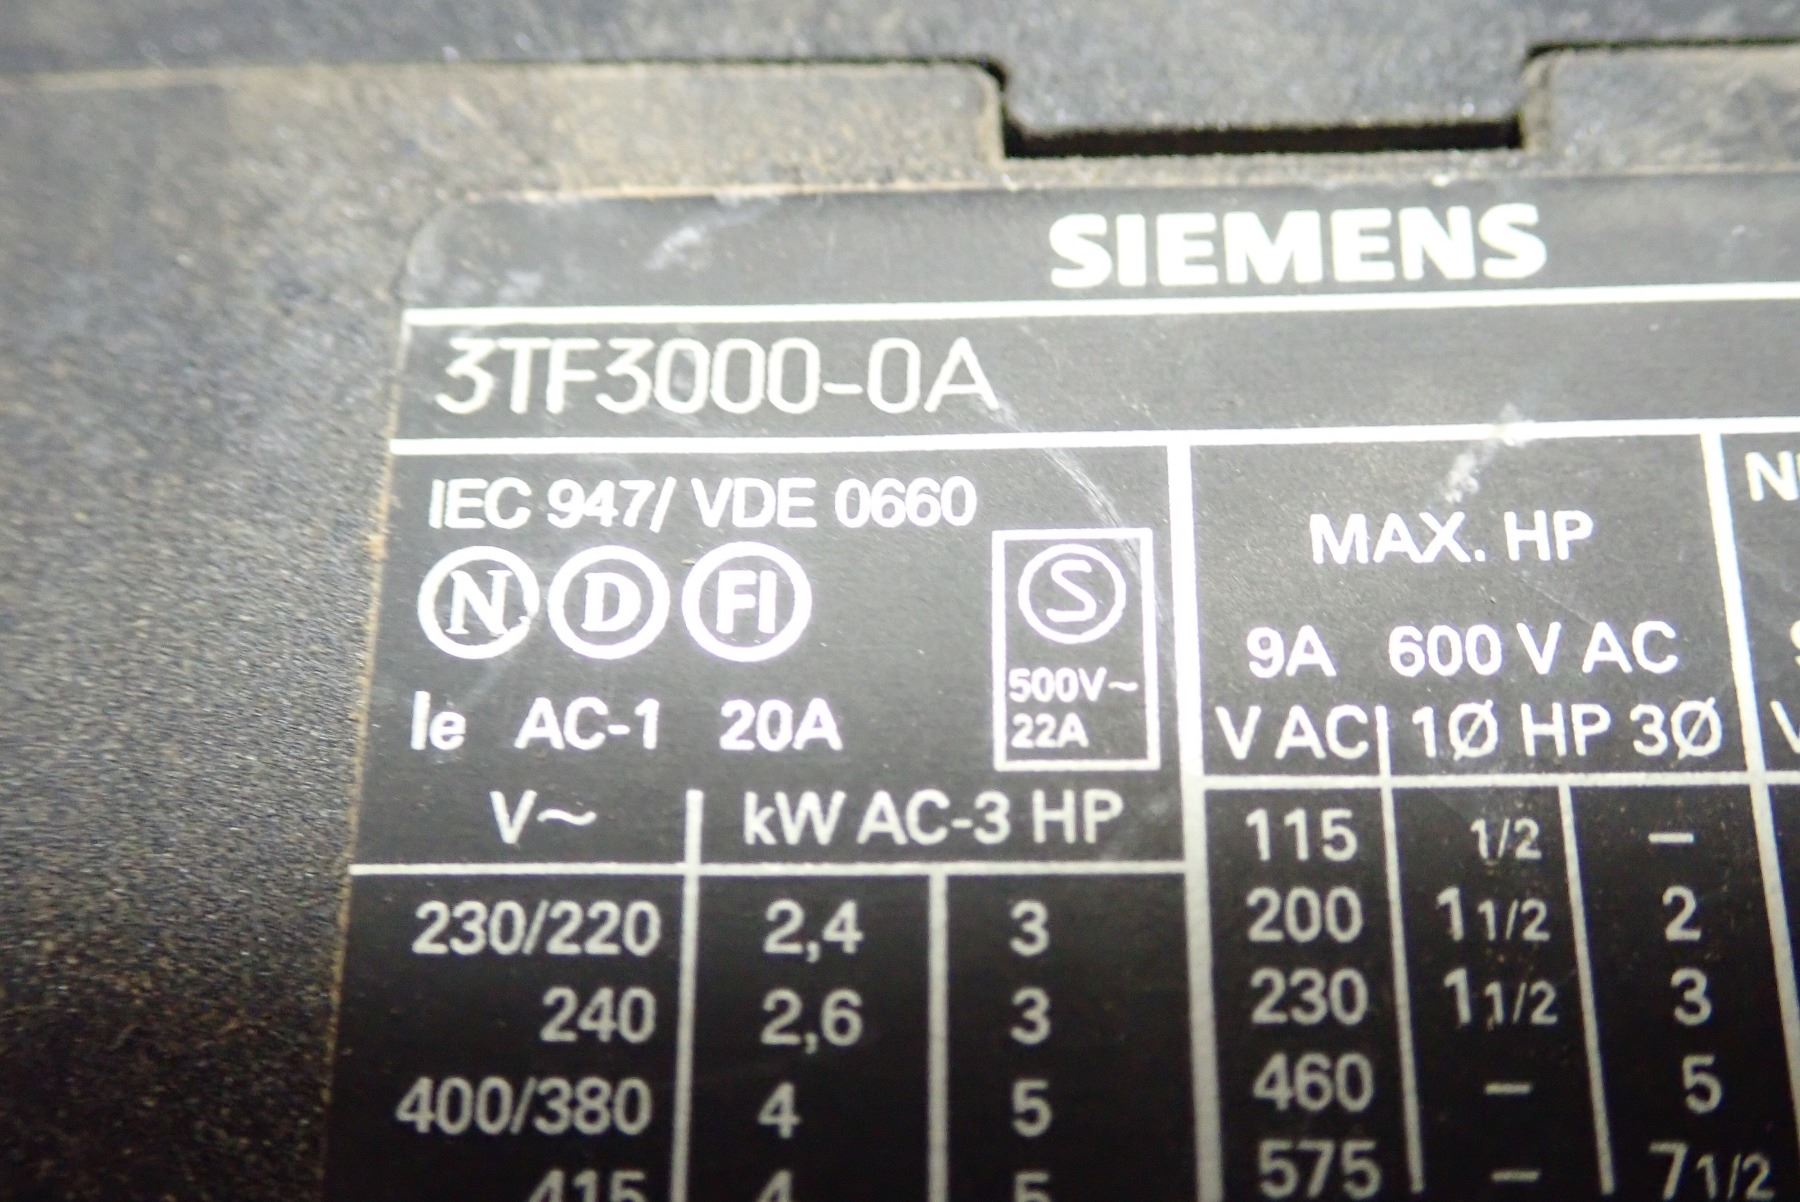 SIEMENS
3TF3000-0A
IEC 947/ VDE 0660
N D FI
S
500V~
22A
Ie AC-1 20A
V~ kW AC-3 HP
230/220 2,4 3
240 2,6 3
400/380 4 5
415 4 5
MAX. HP
9A 600 V AC
V AC 1Ø HP 3Ø
115 1/2 –
200 1 1/2 2
230 1 1/2 3
460 – 5
575 – 7 1/2